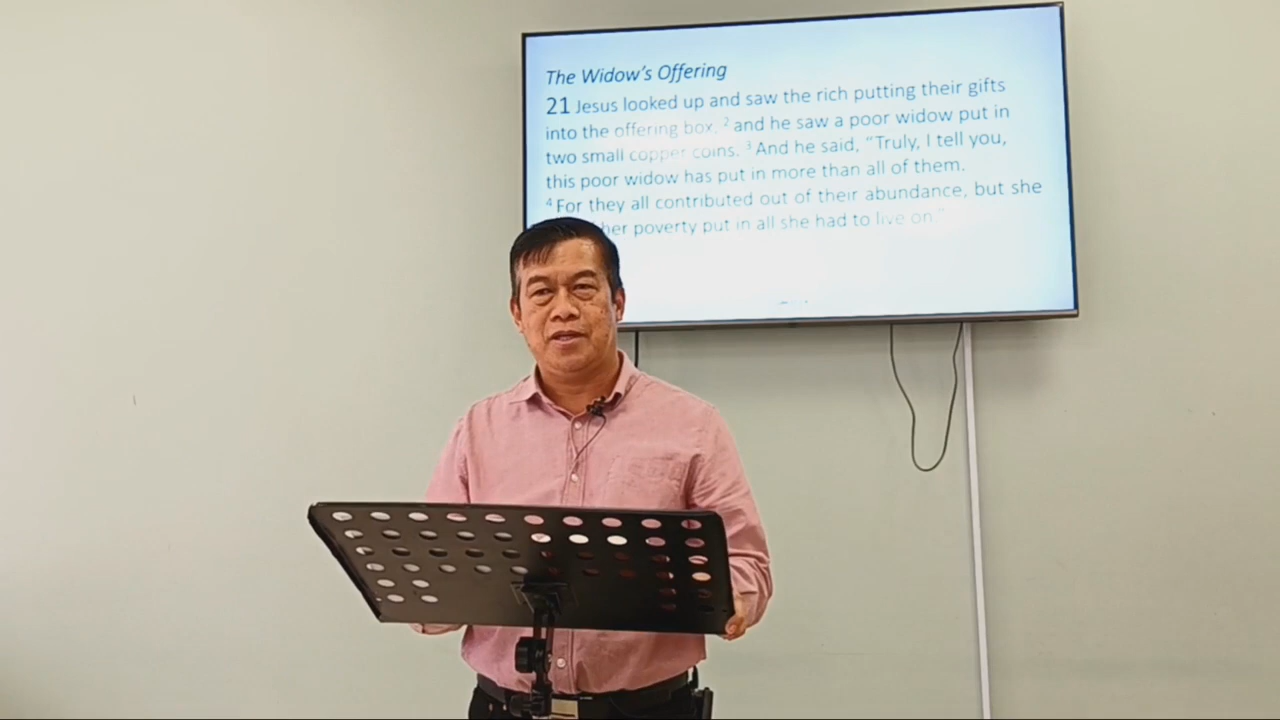 The Widow's Offering
21 Jesus looked up and saw the rich putting their gifts
into the offering box, 2 and he saw a poor widow put in
two small copper coins. 3 And he said, “Truly, I tell you,
this poor widow has put in more than all of them.
4 For they all contributed out of their abundance, but she
her poverty put in all she had to live on.”